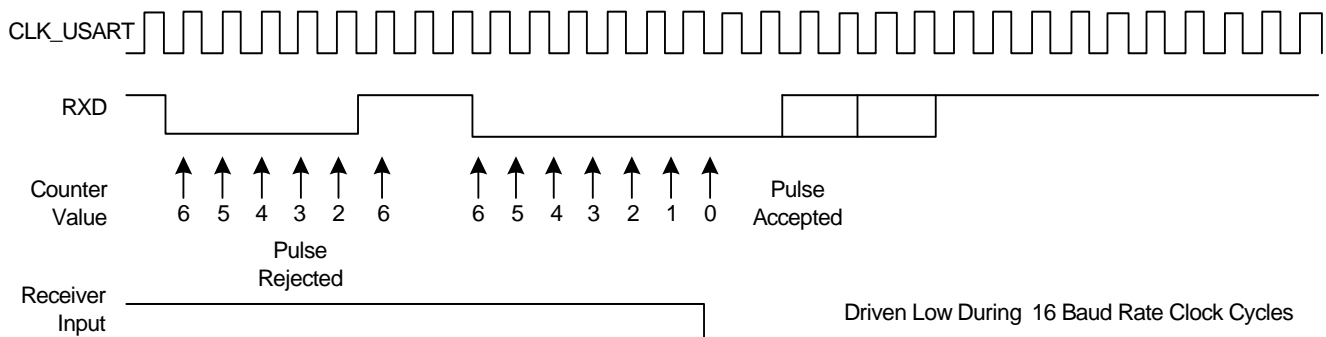 CLK_USART
RXD
Counter
Value
6 5 4 3 2 6 6 5 4 3 2 1 0
Pulse
Accepted
Pulse
Rejected
Receiver
Input
Driven Low During 16 Baud Rate Clock Cycles